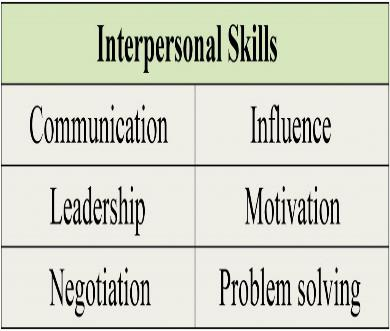 Interpersonal Skills
Communication Influence
Leadership Motivation
Negotiation Problem solving